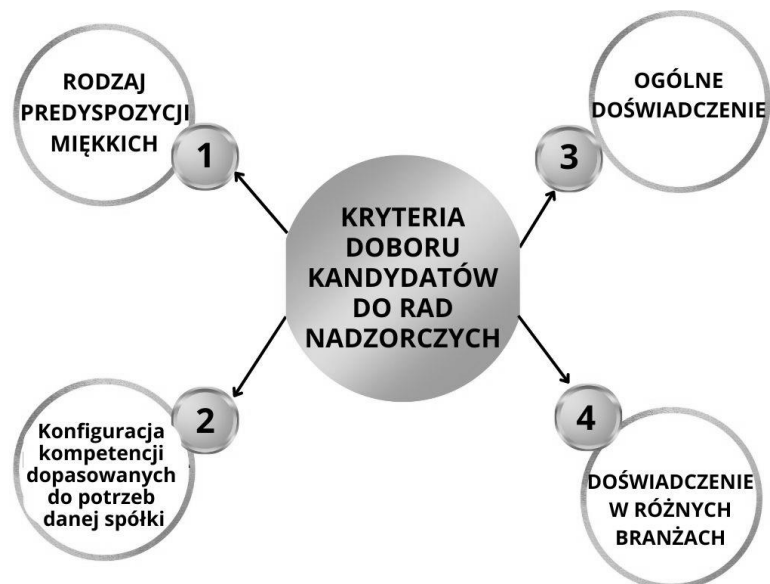 RODZAJ
PREDYSPOZYCJI
MIĘKKICH
1
OGÓLNE
DOŚWIADCZENIE
3
KRYTERIA
DOBORU
KANDYDATÓW
DO RAD
NADZORCZYCH
2
Konfiguracja
kompetencji
dopasowanych
do potrzeb
danej spółki
4
DOŚWIADCZENIE
W RÓŻNYCH
BRANŻACH